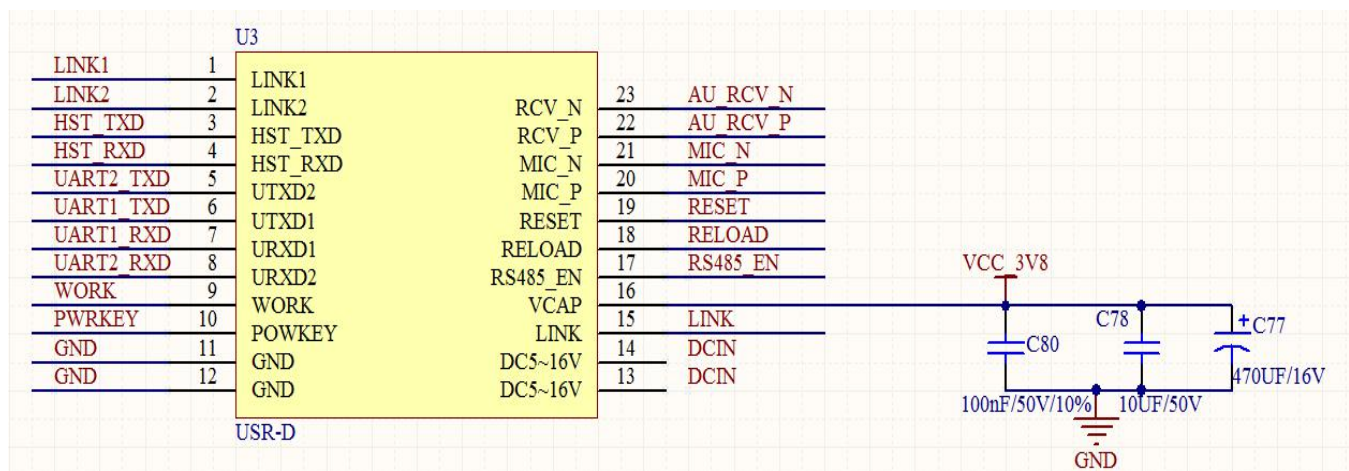 U3
LINK1 1 LINK1
LINK2 2 LINK2
HST_TXD 3 HST_TXD
HST_RXD 4 HST_RXD
UART2_TXD 5 UTXD2
UART1_TXD 6 UTXD1
UART1_RXD 7 URXD1
UART2_RXD 8 URXD2
WORK 9 WORK
PWRKEY 10 POWKEY
GND 11 GND
GND 12 GND
RCV_N 23 AU_RCV_N
RCV_P 22 AU_RCV_P
MIC_N 21 MIC_N
MIC_P 20 MIC_P
RESET 19 RESET
RELOAD 18 RELOAD
RS485_EN 17 RS485_EN
VCAP 16
LINK 15 LINK
DC5~16V 14 DCIN
DC5~16V 13 DCIN
USR-D
VCC_3V8
C80
100nF/50V/10%
C78
10UF/50V
+
C77
470UF/16V
GND